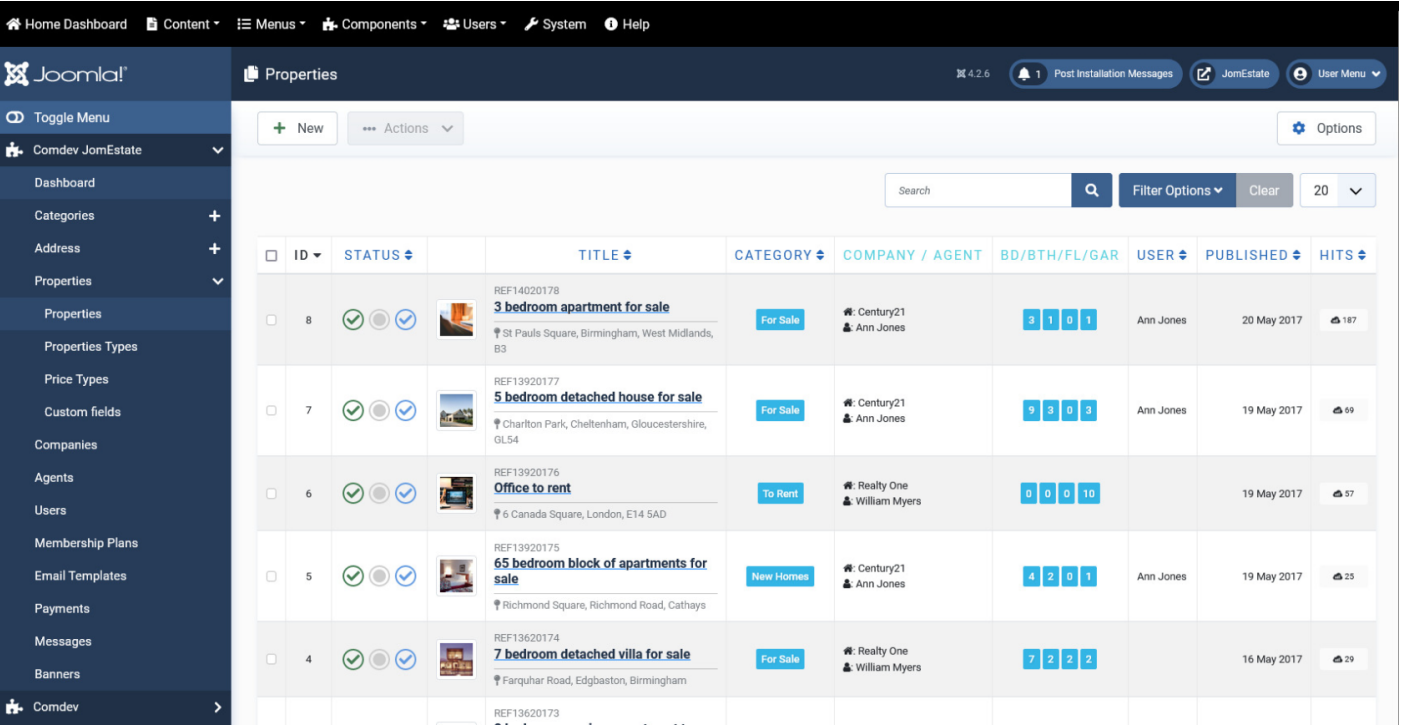 Home Dashboard Content Menus Components Users System Help
Joomla!® Properties 4.2.6 1 Post Installation Messages JomEstate User Menu
Toggle Menu
Comdev JomEstate
Dashboard
Categories
Address
Properties
Properties
Properties Types
Price Types
Custom fields
Companies
Agents
Users
Membership Plans
Email Templates
Payments
Messages
Banners
Comdev
New Actions Options
Search Filter Options Clear 20
ID STATUS TITLE CATEGORY COMPANY / AGENT BD/BTH/FL/GAR USER PUBLISHED HITS
REF14020178
3 bedroom apartment for sale
St Pauls Square, Birmingham, West Midlands,
B3
8 For Sale : Century21
: Ann Jones
3 1 0 1 Ann Jones 20 May 2017 187
REF13920177
5 bedroom detached house for sale
Charlton Park, Cheltenham, Gloucestershire,
GL54
7 For Sale : Century21
: Ann Jones
9 3 0 3 Ann Jones 19 May 2017 69
REF13920176
Office to rent
6 Canada Square, London, E14 5AD
6 To Rent : Realty One
: William Myers
0 0 0 10 19 May 2017 57
REF13920175
65 bedroom block of apartments for
sale
Richmond Square, Richmond Road, Cathays
5 New Homes : Century21
: Ann Jones
4 2 0 1 Ann Jones 19 May 2017 25
REF13620174
7 bedroom detached villa for sale
Farquhar Road, Edgbaston, Birmingham
4 For Sale : Realty One
: William Myers
7 2 2 2 16 May 2017 29
REF13620173